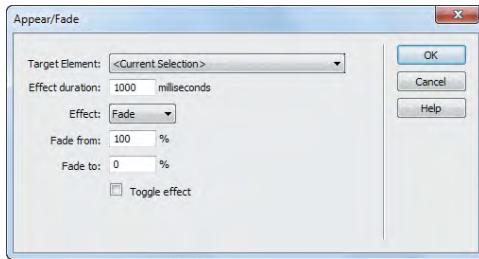 Appear/Fade
Target Element: <Current Selection>
Effect duration: 1000 milliseconds
Effect: Fade
Fade from: 100 %
Fade to: 0 %
Toggle effect
OK
Cancel
Help